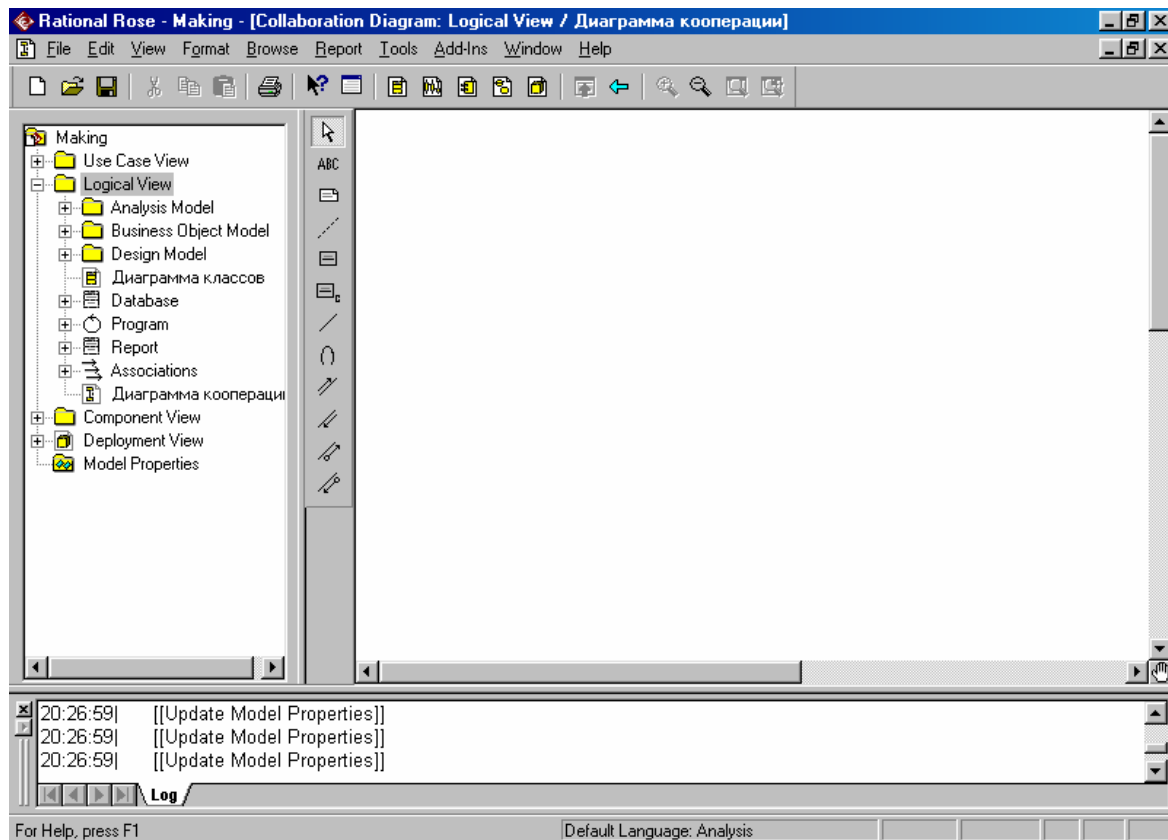 Rational Rose - Making - [Collaboration Diagram: Logical View / Диаграмма кооперации]
File Edit View Format Browse Report Tools Add-Ins Window Help
Making
Use Case View
Logical View
Analysis Model
Business Object Model
Design Model
Диаграмма классов
Database
Program
Report
Associations
Диаграмма кооперации
Component View
Deployment View
Model Properties
ABC
20:26:59| [[Update Model Properties]]
20:26:59| [[Update Model Properties]]
20:26:59| [[Update Model Properties]]
Log
For Help, press F1
Default Language: Analysis